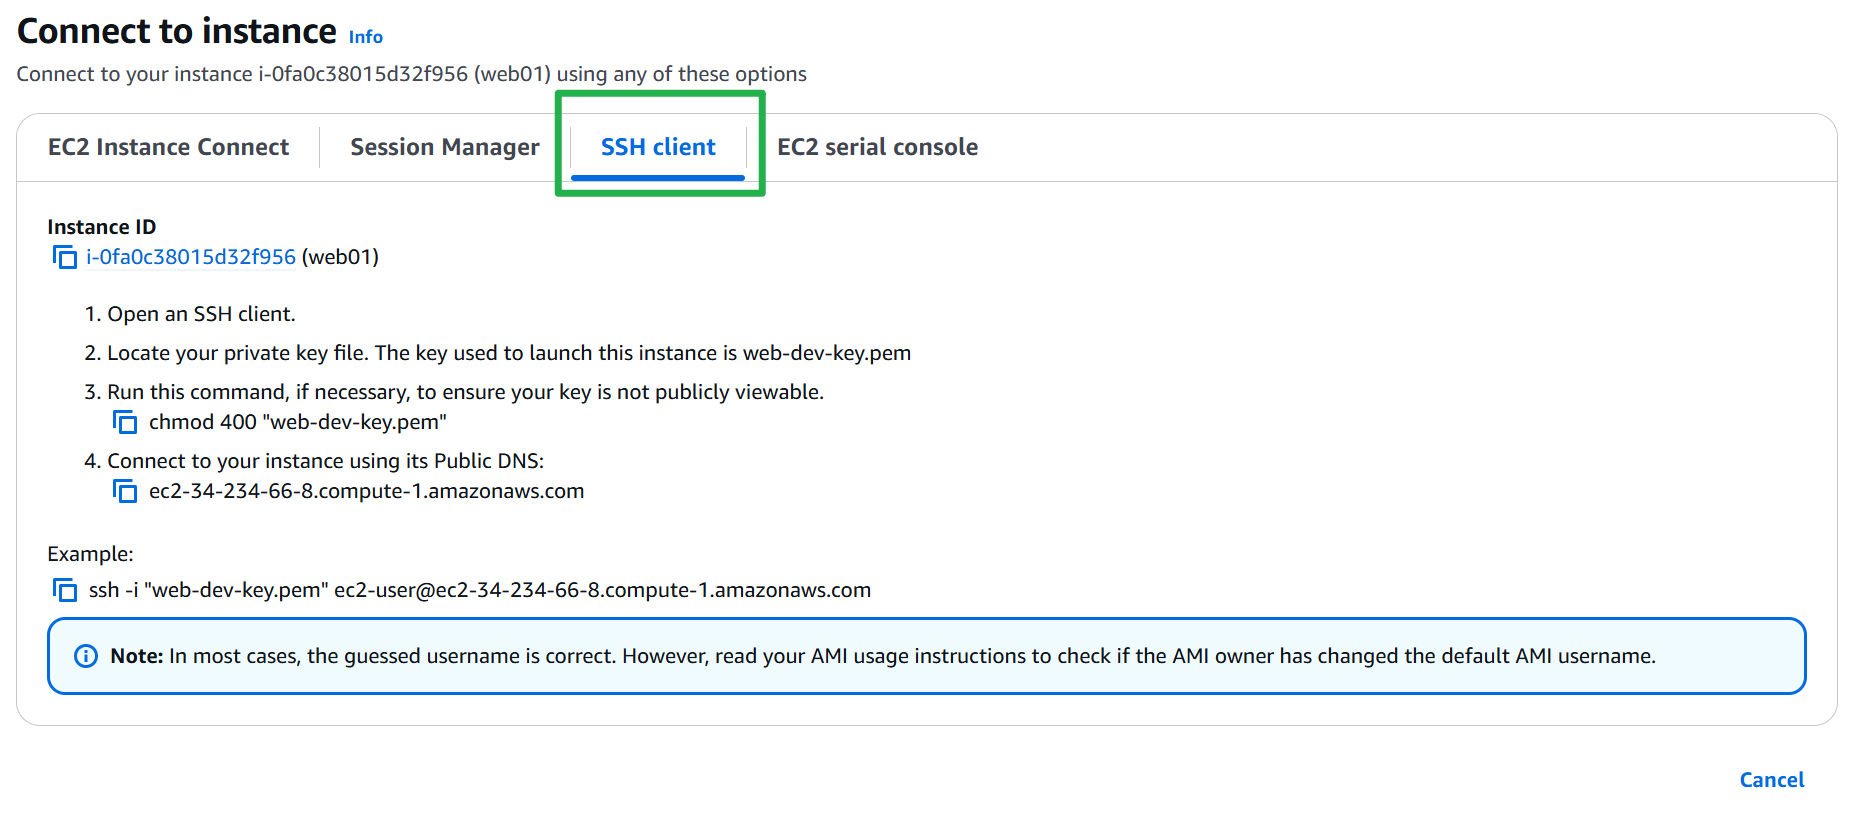 Connect to instance Info
Connect to your instance i-0fa0c38015d32f956 (web01) using any of these options
EC2 Instance Connect Session Manager SSH client EC2 serial console
Instance ID
i-0fa0c38015d32f956 (web01)
1. Open an SSH client.
2. Locate your private key file. The key used to launch this instance is web-dev-key.pem
3. Run this command, if necessary, to ensure your key is not publicly viewable.
chmod 400 "web-dev-key.pem"
4. Connect to your instance using its Public DNS:
ec2-34-234-66-8.compute-1.amazonaws.com
Example:
ssh -i "web-dev-key.pem" ec2-user@ec2-34-234-66-8.compute-1.amazonaws.com
Note: In most cases, the guessed username is correct. However, read your AMI usage instructions to check if the AMI owner has changed the default AMI username.
Cancel